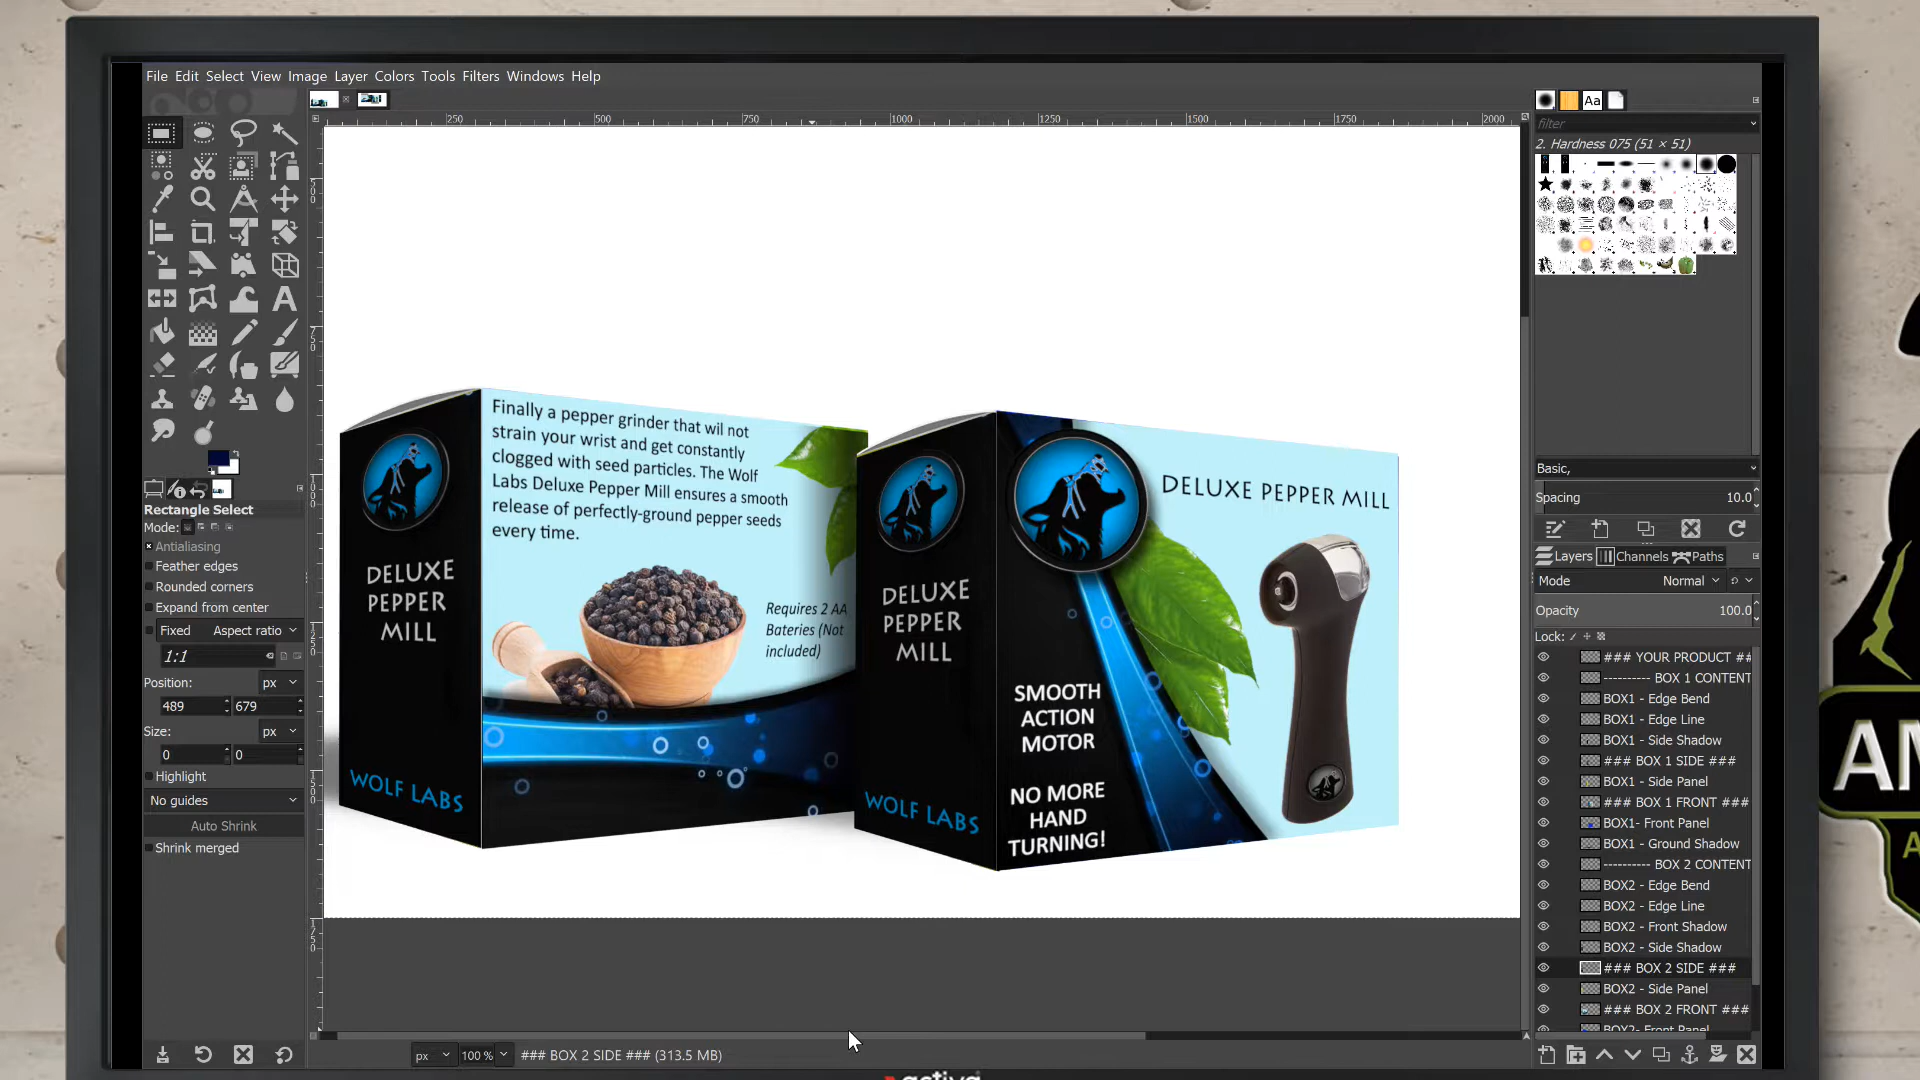 File Edit Select View Image Layer Colors Tools Filters Windows Help
250 500 750 1000 1250 1500 1750 2000
Aa
filter
2. Hardness 075 (51 × 51)
Basic,
Spacing 10.0
Layers Channels Paths
Mode Normal
Opacity 100.0
Lock:
### YOUR PRODUCT ##
---------- BOX 1 CONTENT
BOX1 - Edge Bend
BOX1 - Edge Line
BOX1 - Side Shadow
### BOX 1 SIDE ###
BOX1 - Side Panel
### BOX 1 FRONT ###
BOX1- Front Panel
BOX1 - Ground Shadow
---------- BOX 2 CONTENT
BOX2 - Edge Bend
BOX2 - Edge Line
BOX2 - Front Shadow
BOX2 - Side Shadow
### BOX 2 SIDE ###
BOX2 - Side Panel
### BOX 2 FRONT ###
BOX2- Front Panel
Rectangle Select
Mode:
Antialiasing
Feather edges
Rounded corners
Expand from center
Fixed Aspect ratio
1:1
Position: px
489 679
Size: px
0 0
Highlight
No guides
Auto Shrink
Shrink merged
Finally a pepper grinder that wil not
strain your wrist and get constantly
clogged with seed particles. The Wolf
Labs Deluxe Pepper Mill ensures a smooth
release of perfectly-ground pepper seeds
every time.
Requires 2 AA
Bateries (Not
included)
DELUXE
PEPPER
MILL
WOLF LABS
DELUXE
PEPPER
MILL
WOLF LABS
DELUXE PEPPER MILL
SMOOTH
ACTION
MOTOR
NO MORE
HAND
TURNING!
px 100 % ### BOX 2 SIDE ### (313.5 MB)
activa